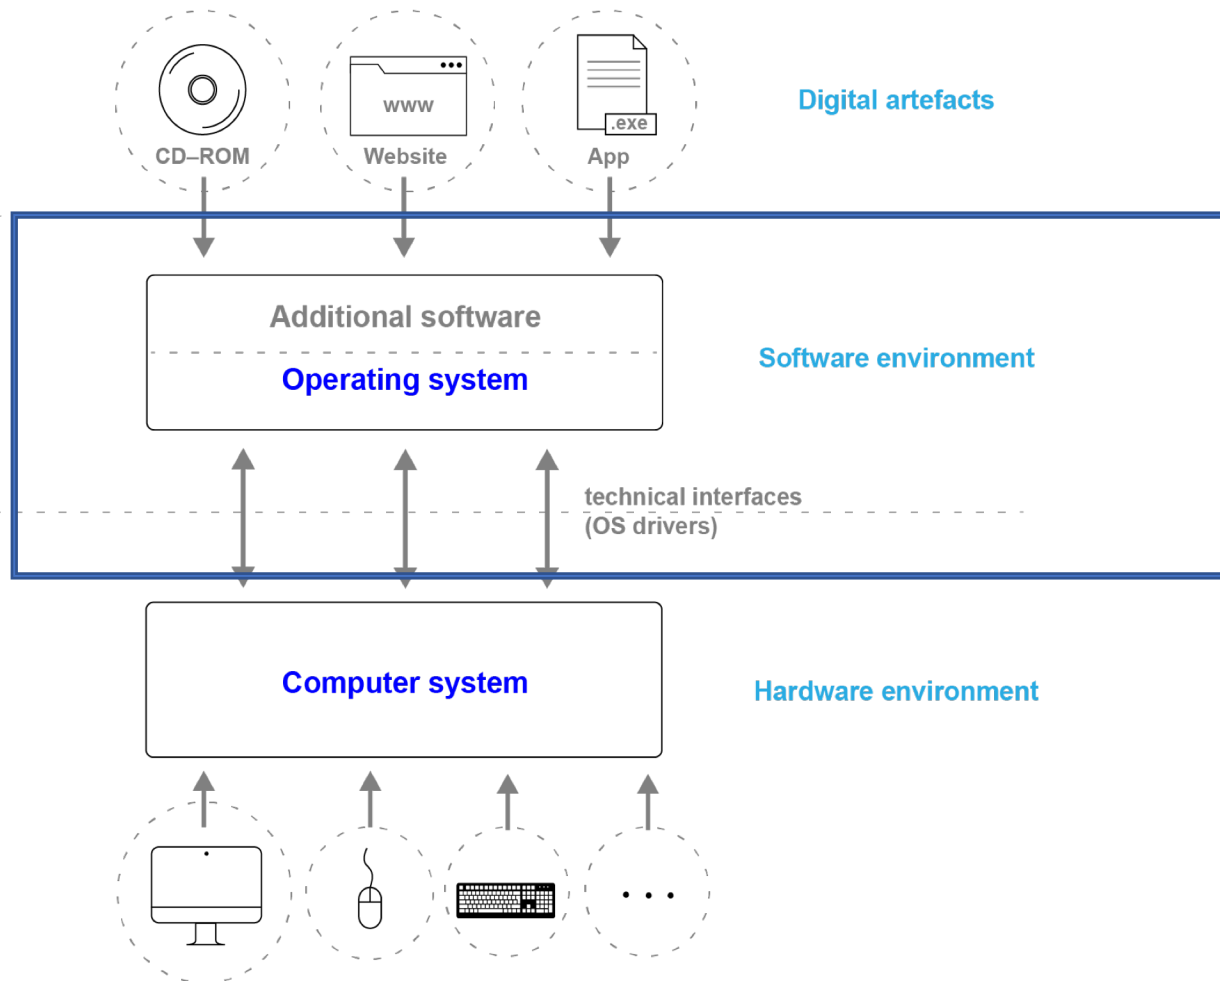 www
.exe
CD–ROM
Website
App
Digital artefacts
Additional software
Operating system
Software environment
technical interfaces
(OS drivers)
Computer system
Hardware environment